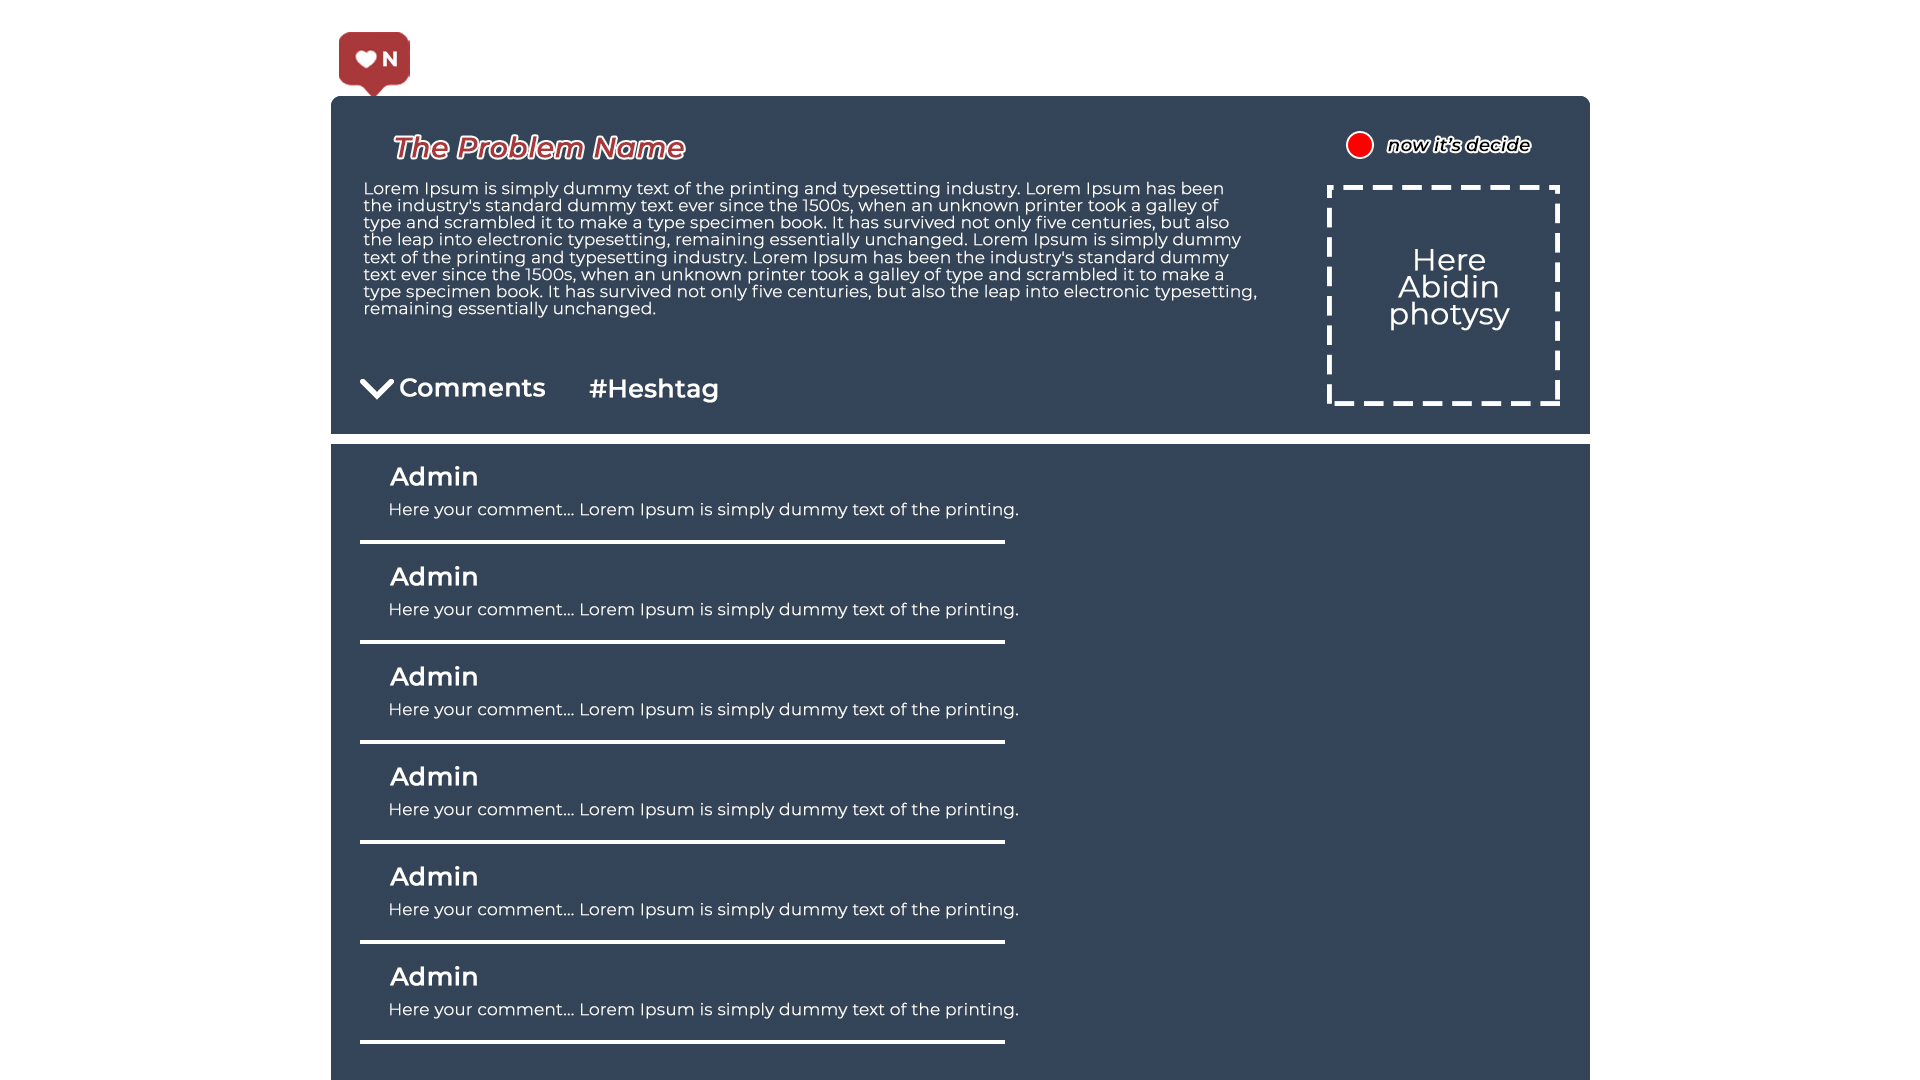 N
The Problem Name
now it's decide
Lorem Ipsum is simply dummy text of the printing and typesetting industry. Lorem Ipsum has been
the industry's standard dummy text ever since the 1500s, when an unknown printer took a galley of
type and scrambled it to make a type specimen book. It has survived not only five centuries, but also
the leap into electronic typesetting, remaining essentially unchanged. Lorem Ipsum is simply dummy
text of the printing and typesetting industry. Lorem Ipsum has been the industry's standard dummy
text ever since the 1500s, when an unknown printer took a galley of type and scrambled it to make a
type specimen book. It has survived not only five centuries, but also the leap into electronic typesetting,
remaining essentially unchanged.
Here
Abidin
photysy
Comments #Heshtag
Admin
Here your comment... Lorem Ipsum is simply dummy text of the printing.
Admin
Here your comment... Lorem Ipsum is simply dummy text of the printing.
Admin
Here your comment... Lorem Ipsum is simply dummy text of the printing.
Admin
Here your comment... Lorem Ipsum is simply dummy text of the printing.
Admin
Here your comment... Lorem Ipsum is simply dummy text of the printing.
Admin
Here your comment... Lorem Ipsum is simply dummy text of the printing.